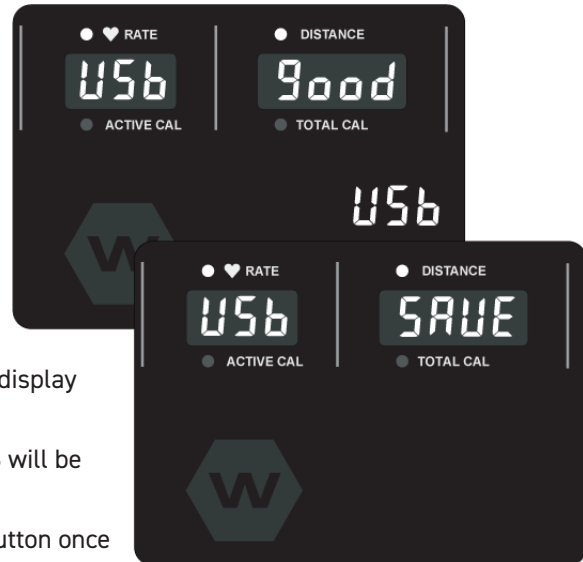 ♥ RATE DISTANCE
USb good
ACTIVE CAL TOTAL CAL
USb
W
♥ RATE DISTANCE
USb SAVE
ACTIVE CAL TOTAL CAL
W
display
will be
utton once